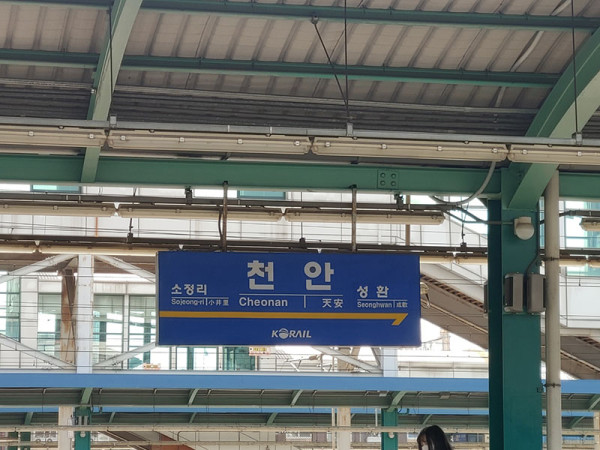 소정리 천안 성환
Sojeong-ri 小井里 Cheonan 天安 Seonghwan 成歡
KORAIL